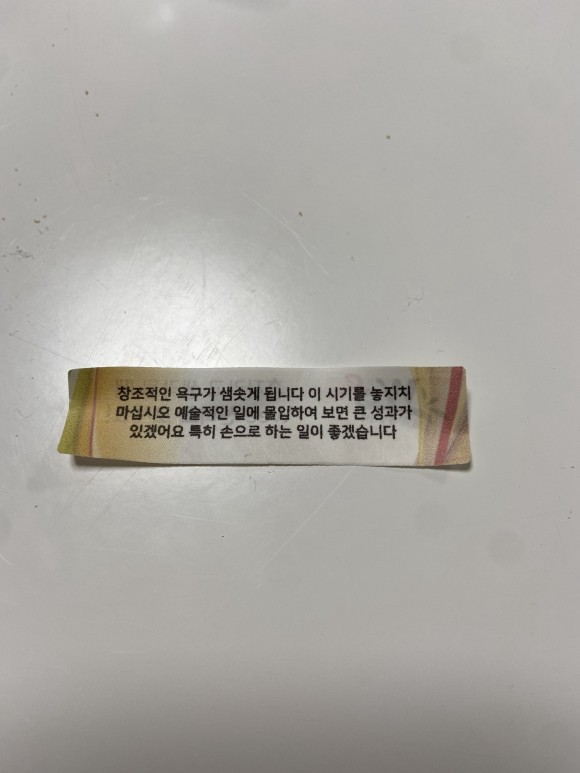 창조적인 욕구가 샘솟게 됩니다 이 시기를 놓지치
마십시오 예술적인 일에 몰입하여 보면 큰 성과가
있겠어요 특히 손으로 하는 일이 좋겠습니다